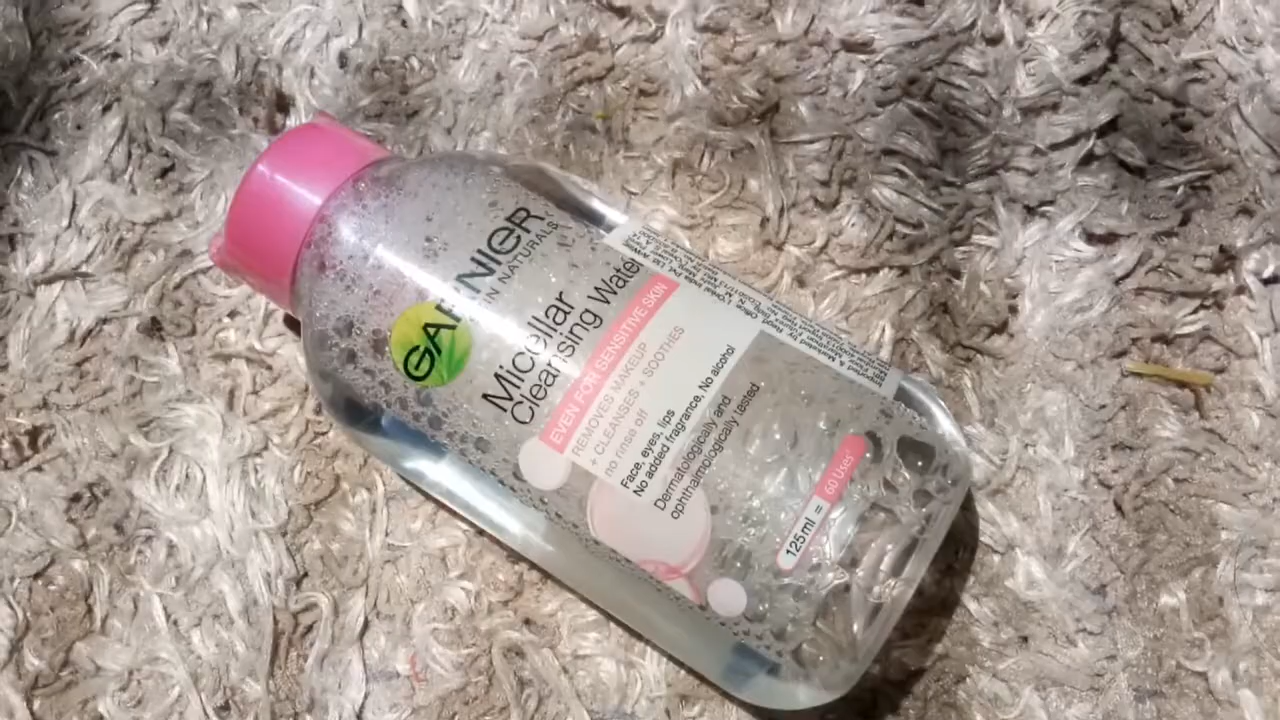 GARNIER
SKIN NATURALS
Micellar
Cleansing Water
EVEN FOR SENSITIVE SKIN
REMOVES MAKEUP
+ CLEANSES + SOOTHES
no rinse off
Face, eyes, lips
No added fragrance, No alcohol
Dermatologically and
ophthalmologically tested
125ml = 60 Uses